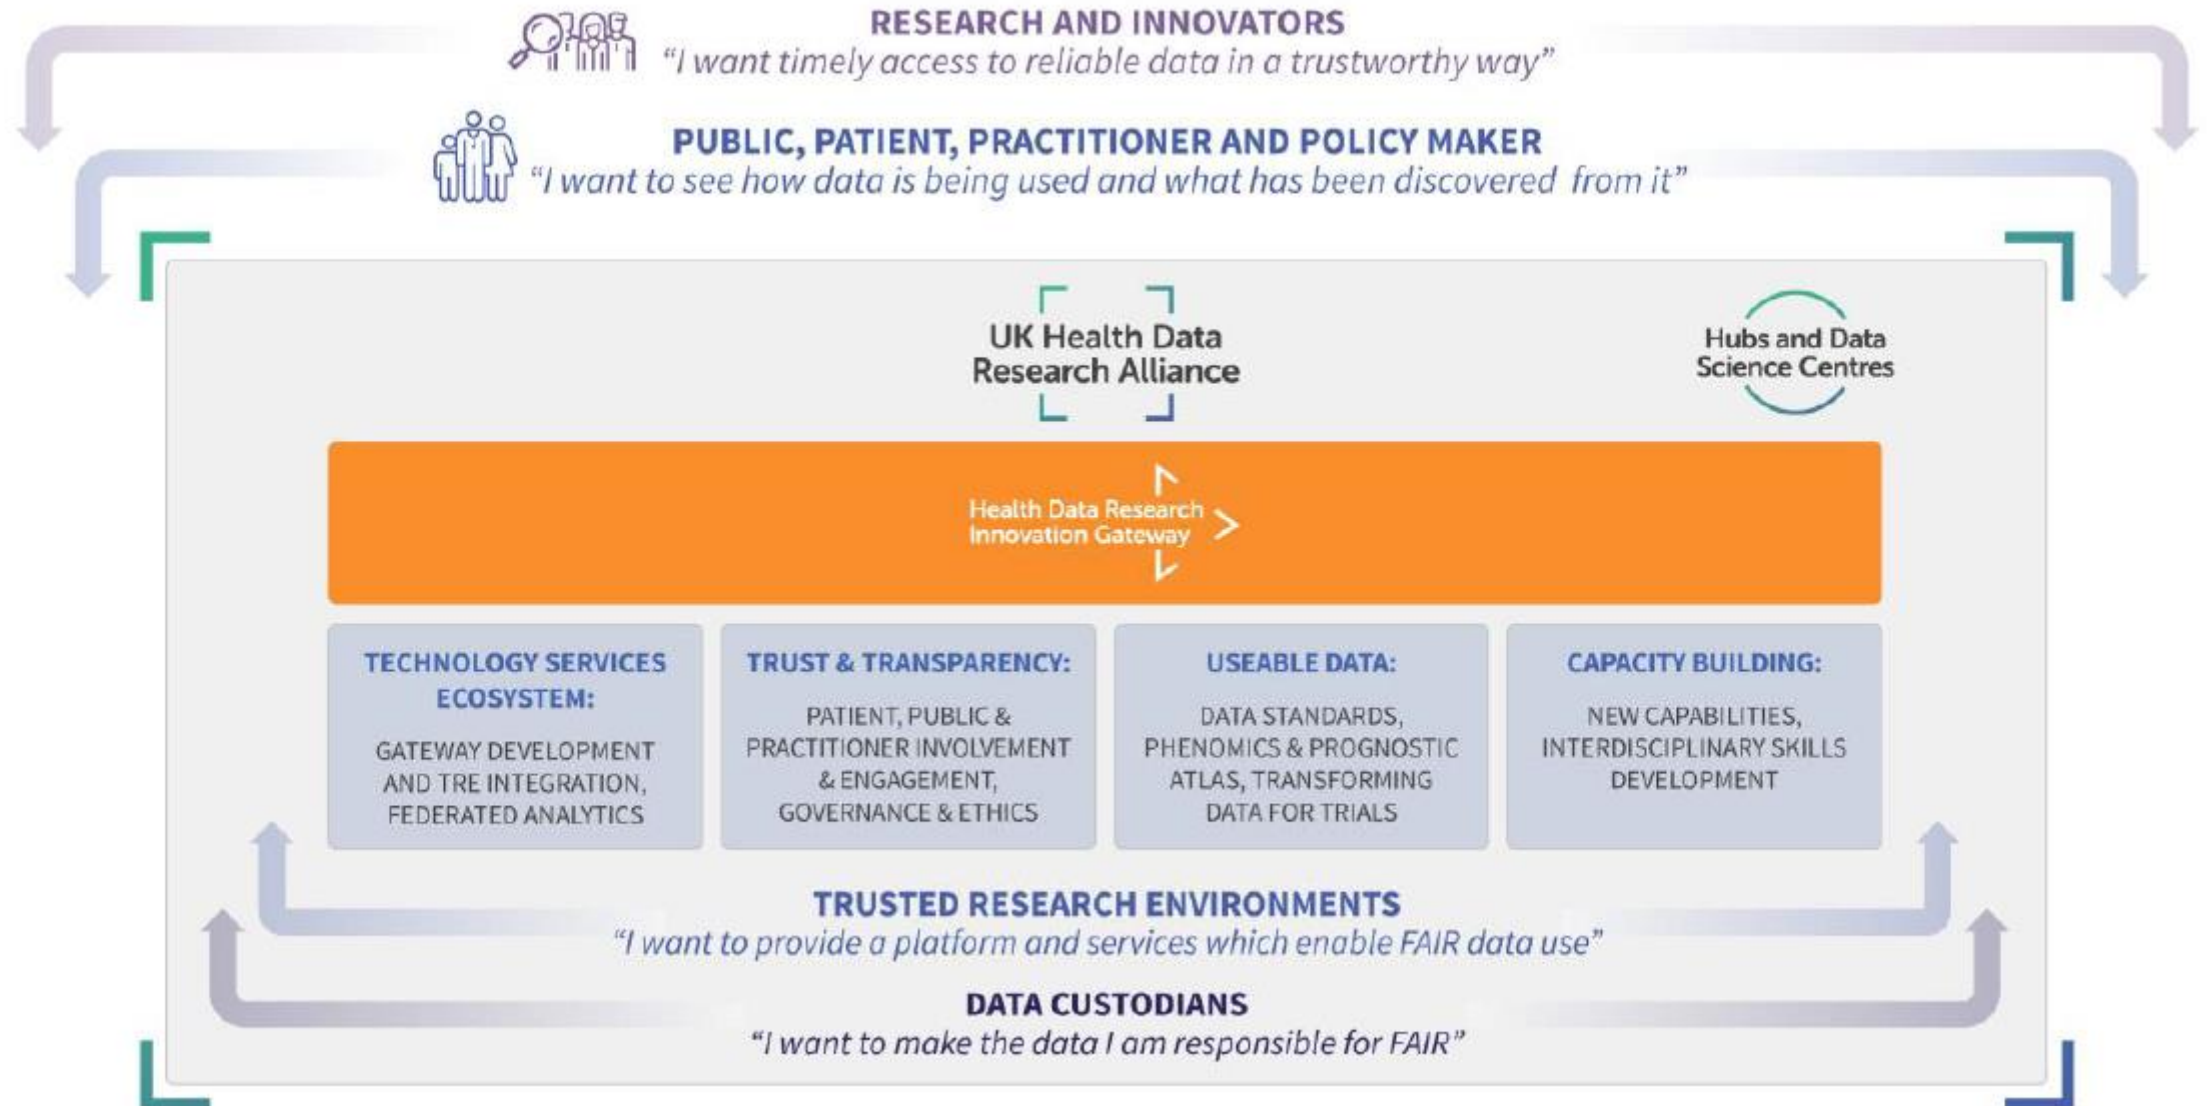 RESEARCH AND INNOVATORS
“I want timely access to reliable data in a trustworthy way”
PUBLIC, PATIENT, PRACTITIONER AND POLICY MAKER
“I want to see how data is being used and what has been discovered from it”
UK Health Data
Research Alliance
Hubs and Data
Science Centres
Health Data Research
Innovation Gateway
TECHNOLOGY SERVICES
ECOSYSTEM:
GATEWAY DEVELOPMENT
AND TRE INTEGRATION,
FEDERATED ANALYTICS
TRUST & TRANSPARENCY:
PATIENT, PUBLIC &
PRACTITIONER INVOLVEMENT
& ENGAGEMENT,
GOVERNANCE & ETHICS
USEABLE DATA:
DATA STANDARDS,
PHENOMICS & PROGNOSTIC
ATLAS, TRANSFORMING
DATA FOR TRIALS
CAPACITY BUILDING:
NEW CAPABILITIES,
INTERDISCIPLINARY SKILLS
DEVELOPMENT
TRUSTED RESEARCH ENVIRONMENTS
“I want to provide a platform and services which enable FAIR data use”
DATA CUSTODIANS
“I want to make the data I am responsible for FAIR”